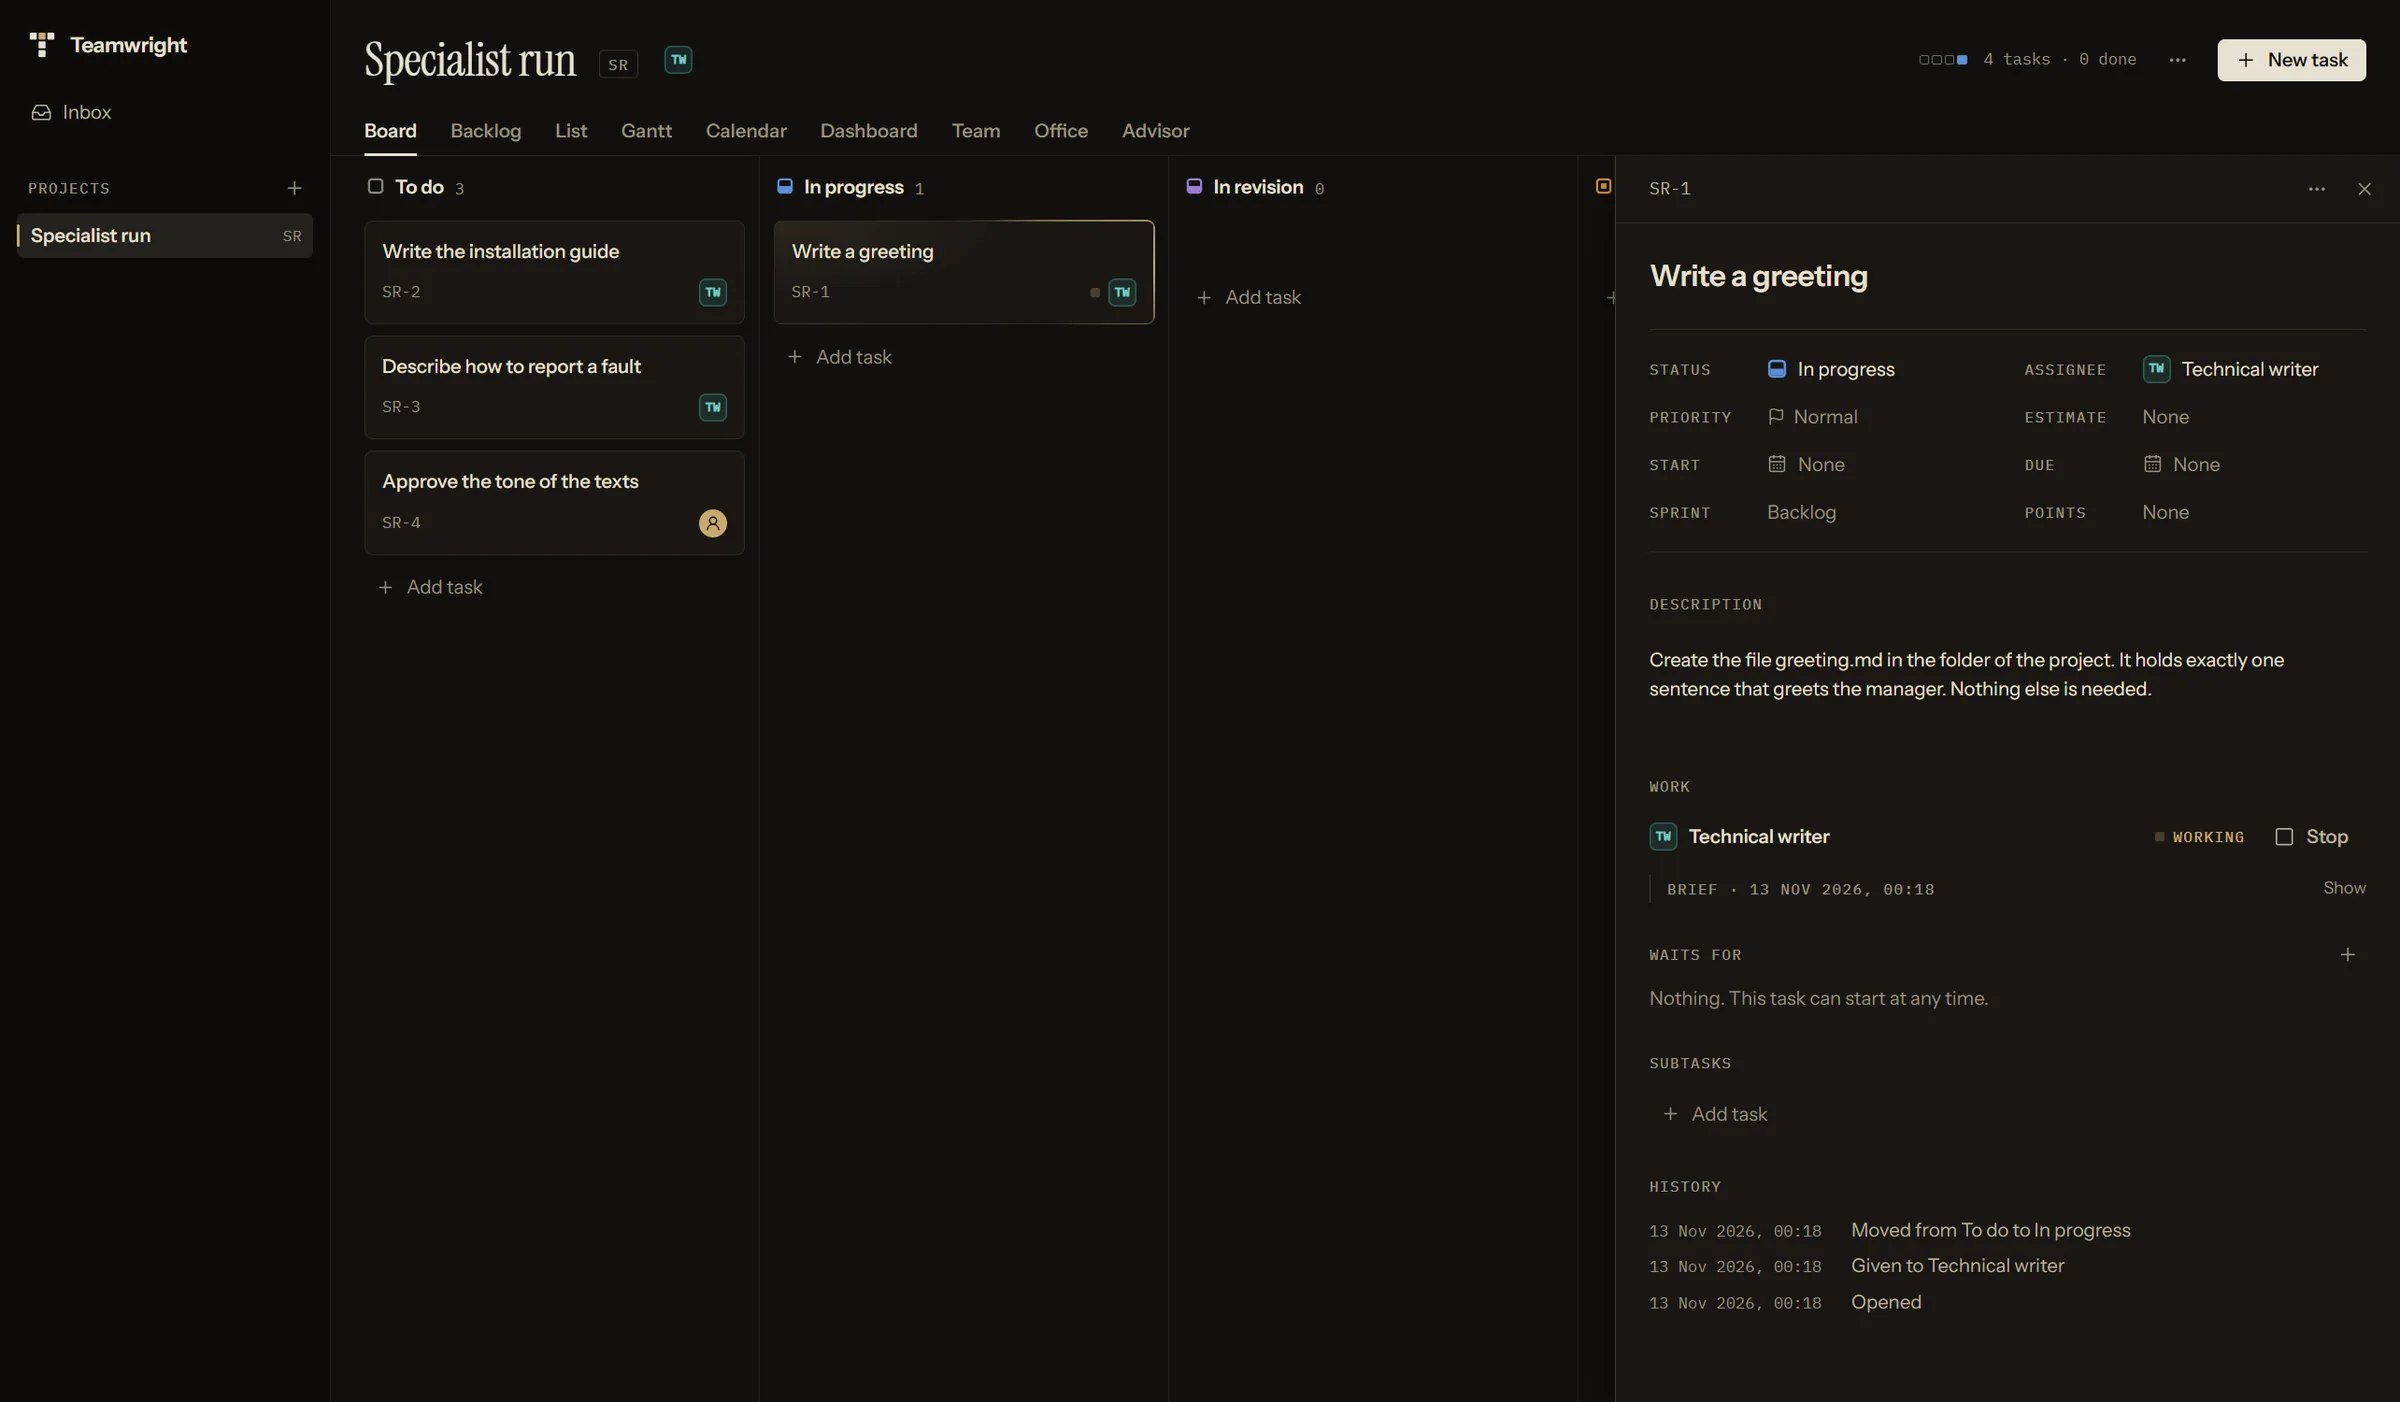 Teamwright
Inbox
PROJECTS
Specialist run SR
Specialist run SR TW
4 tasks · 0 done
New task
Board Backlog List Gantt Calendar Dashboard Team Office Advisor
To do 3
Write the installation guide
SR-2 TW
Describe how to report a fault
SR-3 TW
Approve the tone of the texts
SR-4
Add task
In progress 1
Write a greeting
SR-1 TW
Add task
In revision 0
Add task
SR-1
Write a greeting
STATUS In progress ASSIGNEE TW Technical writer
PRIORITY Normal ESTIMATE None
START None DUE None
SPRINT Backlog POINTS None
DESCRIPTION
Create the file greeting.md in the folder of the project. It holds exactly one
sentence that greets the manager. Nothing else is needed.
WORK
TW Technical writer WORKING Stop
BRIEF · 13 NOV 2026, 00:18 Show
WAITS FOR
Nothing. This task can start at any time.
SUBTASKS
Add task
HISTORY
13 Nov 2026, 00:18 Moved from To do to In progress
13 Nov 2026, 00:18 Given to Technical writer
13 Nov 2026, 00:18 Opened